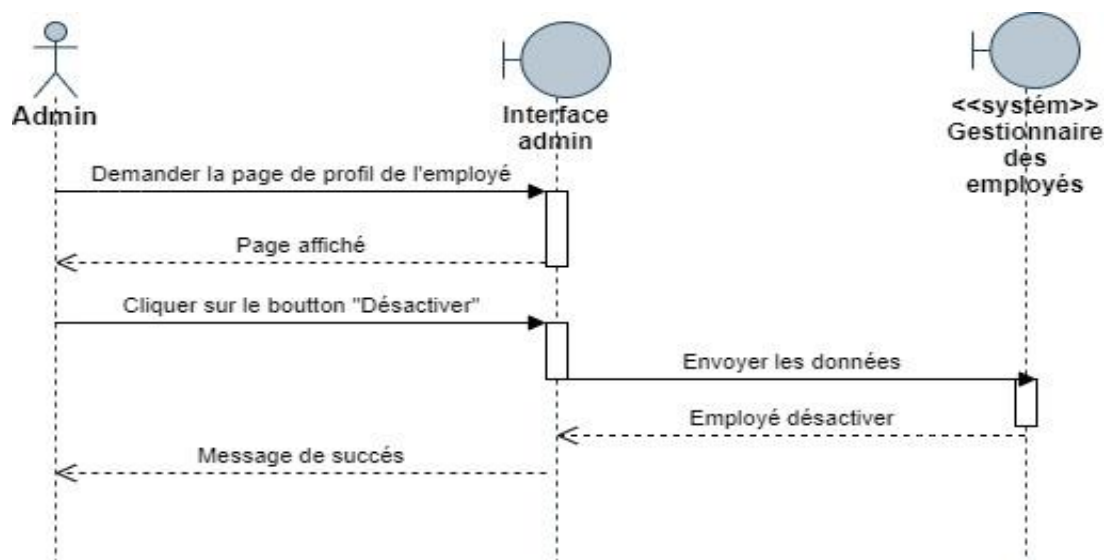 Admin
Interface
admin
<<systém>>
Gestionnaire
des
employés
Demander la page de profil de l'employé
Page affiché
Cliquer sur le boutton "Désactiver"
Envoyer les données
Employé désactiver
Message de succés